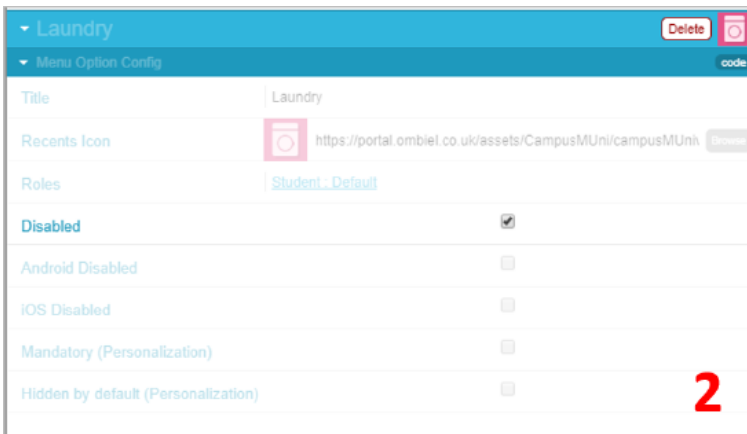 Laundry Delete
Menu Option Config code
Title Laundry
Recents Icon https://portal.ombiel.co.uk/assets/CampusMUni/campusMUni Browse
Roles Student : Default
Disabled
Android Disabled
iOS Disabled
Mandatory (Personalization)
Hidden by default (Personalization)
2